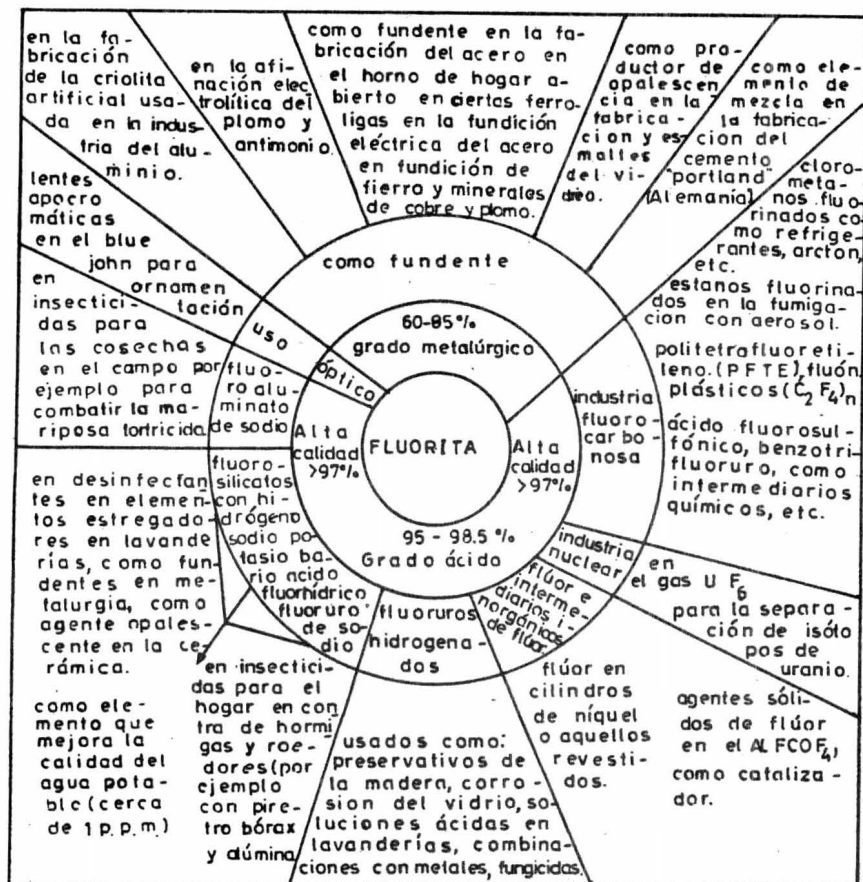 en la fa-
bricación
de la criolita
artificial usa-
da en la indus-
tria del alu-
minio.
en la afi-
nación elec
trolítica del
plomo y
antimonio.
como fundente en la fa-
bricación del acero en
el horno de hogar a-
bierto en ciertas ferro-
ligas en la fundición
eléctrica del acero
en fundición de
fierro y minerales
de cobre y plomo.
como pro-
ductor de
opalescen
cia en la
fabrica-
cion y es-
maltes
del vi-
dreo.
como ele-
mento de
mezcla en
la fabrica-
cion del
cemento
"portland"
(Alemanía)
cloro-
meta-
nos fluo-
rinados co-
mo refrige-
rantes, arcton,
etc.
estanos fluorina-
dos en la fumiga-
cion con aerosol.
politetrafluoreti-
leno.(PFTE), fluón,
plásticos (C2 F4)n
ácido fluorosul-
fónico, benzotri-
fluoruro, como
intermediarios
químicos, etc.
lentes
apocro
máticas
en el blue
john para
ornamen
tación
en
insectici-
das para
las cosechas
en el campo por
ejemplo para
combatir la ma-
riposa tortricida
como fundente
uso
óptico
60-85%
grado metalúrgico
fluo-
ro alu-
minato
de sodio
Alta
calidad
>97%
FLUORITA
Alta
calidad
>97%
industria
fluoro-
carbo-
nosa
95 - 98.5 %
Grado ácido
fluoro-
silicatos
con hi-
drógeno
sodio po-
tasio ba-
rio acido
fluorhídrico
fluoruro
de so-
dio
fluoruros
hidrogena-
dos
flúor e
interme-
diarios i-
norgánicos
de flúor.
industria
nuclear
en
el gas U F6
para la separa-
ción de isóto
pos de
uranio.
en desinfectan
tes en elemen-
tos estregado-
res en lavande
rías, como fun-
dentes en me-
talurgia, como
agente opales-
cente en la ce-
rámica.
como ele-
mento que
mejora la
calidad del
agua pota-
ble (cerca
de 1 p.p.m.)
en insectici-
das para el
hogar en con
tra de hormi
gas y roe-
dores (por
ejemplo
con pire-
tro bórax
y alúmina
usados como:
preservativos de
la madera, corro-
sion del vidrio, so-
luciones ácidas en
lavanderías, combina-
ciones con metales, fungicidas.
flúor en
cilindros
de níquel
o aquellos
revesti-
dos.
agentes sóli-
dos de flúor
en el AL FCOF4,
como cataliza-
dor.